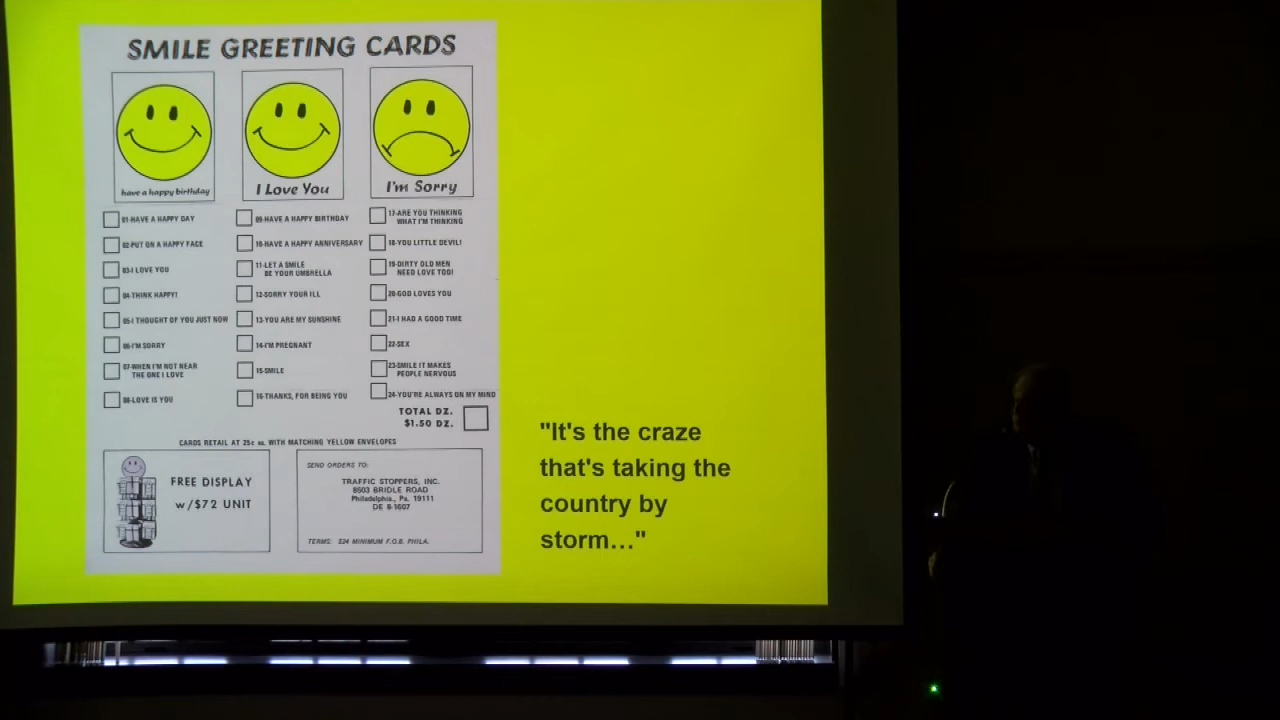 SMILE GREETING CARDS
have a happy birthday
I Love You
I'm Sorry
01-HAVE A HAPPY DAY
02-PUT ON A HAPPY FACE
03-I LOVE YOU
04-THINK HAPPY!
05-I THOUGHT OF YOU JUST NOW
06-I'M SORRY
07-WHEN I'M NOT NEAR
THE ONE I LOVE
08-LOVE IS YOU
09-HAVE A HAPPY BIRTHDAY
10-HAVE A HAPPY ANNIVERSARY
11-LET A SMILE
BE YOUR UMBRELLA
12-SORRY YOUR ILL
13-YOU ARE MY SUNSHINE
14-I'M PREGNANT
15-SMILE
16-THANKS, FOR BEING YOU
17-ARE YOU THINKING
WHAT I'M THINKING
18-YOU LITTLE DEVIL!
19-DIRTY OLD MEN
NEED LOVE TOO!
20-GOD LOVES YOU
21-I HAD A GOOD TIME
22-SEX
23-SMILE IT MAKES
PEOPLE NERVOUS
24-YOU'RE ALWAYS ON MY MIND
TOTAL DZ.
$1.50 DZ.
CARDS RETAIL AT 25¢ ea. WITH MATCHING YELLOW ENVELOPES
FREE DISPLAY
w/$72 UNIT
SEND ORDERS TO:
TRAFFIC STOPPERS, INC.
8503 BRIDLE ROAD
Philadelphia, Pa. 19111
DE 8-1607
TERMS: $24 MINIMUM F.O.B. PHILA.
"It's the craze
that's taking the
country by
storm..."